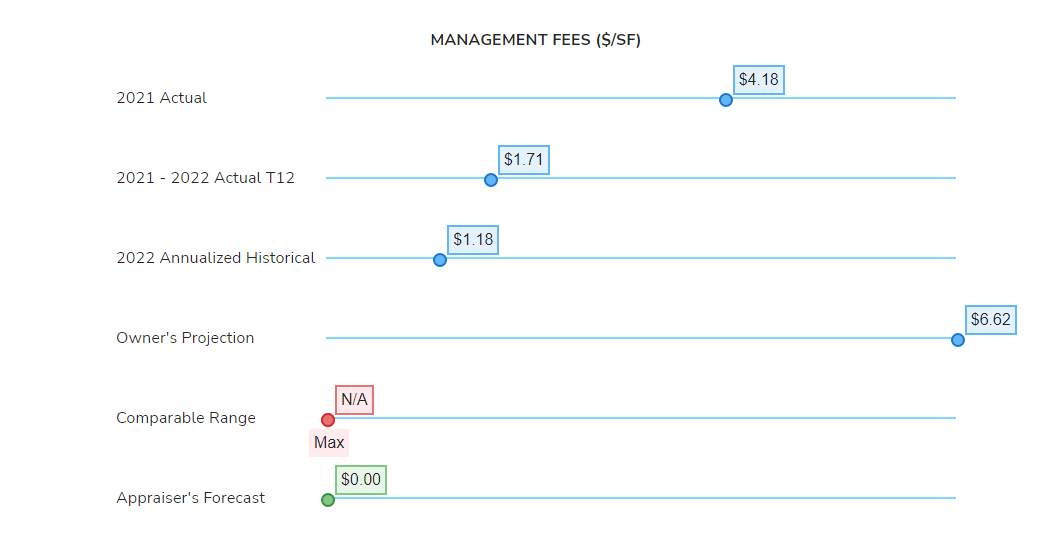 MANAGEMENT FEES ($/SF)
2021 Actual
$4.18
2021 - 2022 Actual T12
$1.71
2022 Annualized Historical
$1.18
Owner's Projection
$6.62
Comparable Range
N/A
Max
Appraiser's Forecast
$0.00